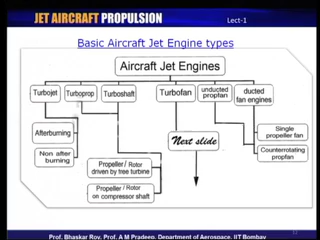 JET AIRCRAFT PROPULSION
Lect-1
Basic Aircraft Jet Engine types
Aircraft Jet Engines
Turbojet
Turboprop
Turboshaft
Turbofan
unducted
propfan
ducted
fan engines
Afterburning
Non after
burning
Next slide
Single
propeller fan
Counterrotating
propfan
Propeller / Rotor
driven by free turbine
Propeller / Rotor
on compressor shaft
Prof. Bhaskar Roy, Prof. A M Pradeep, Department of Aerospace, IIT Bombay